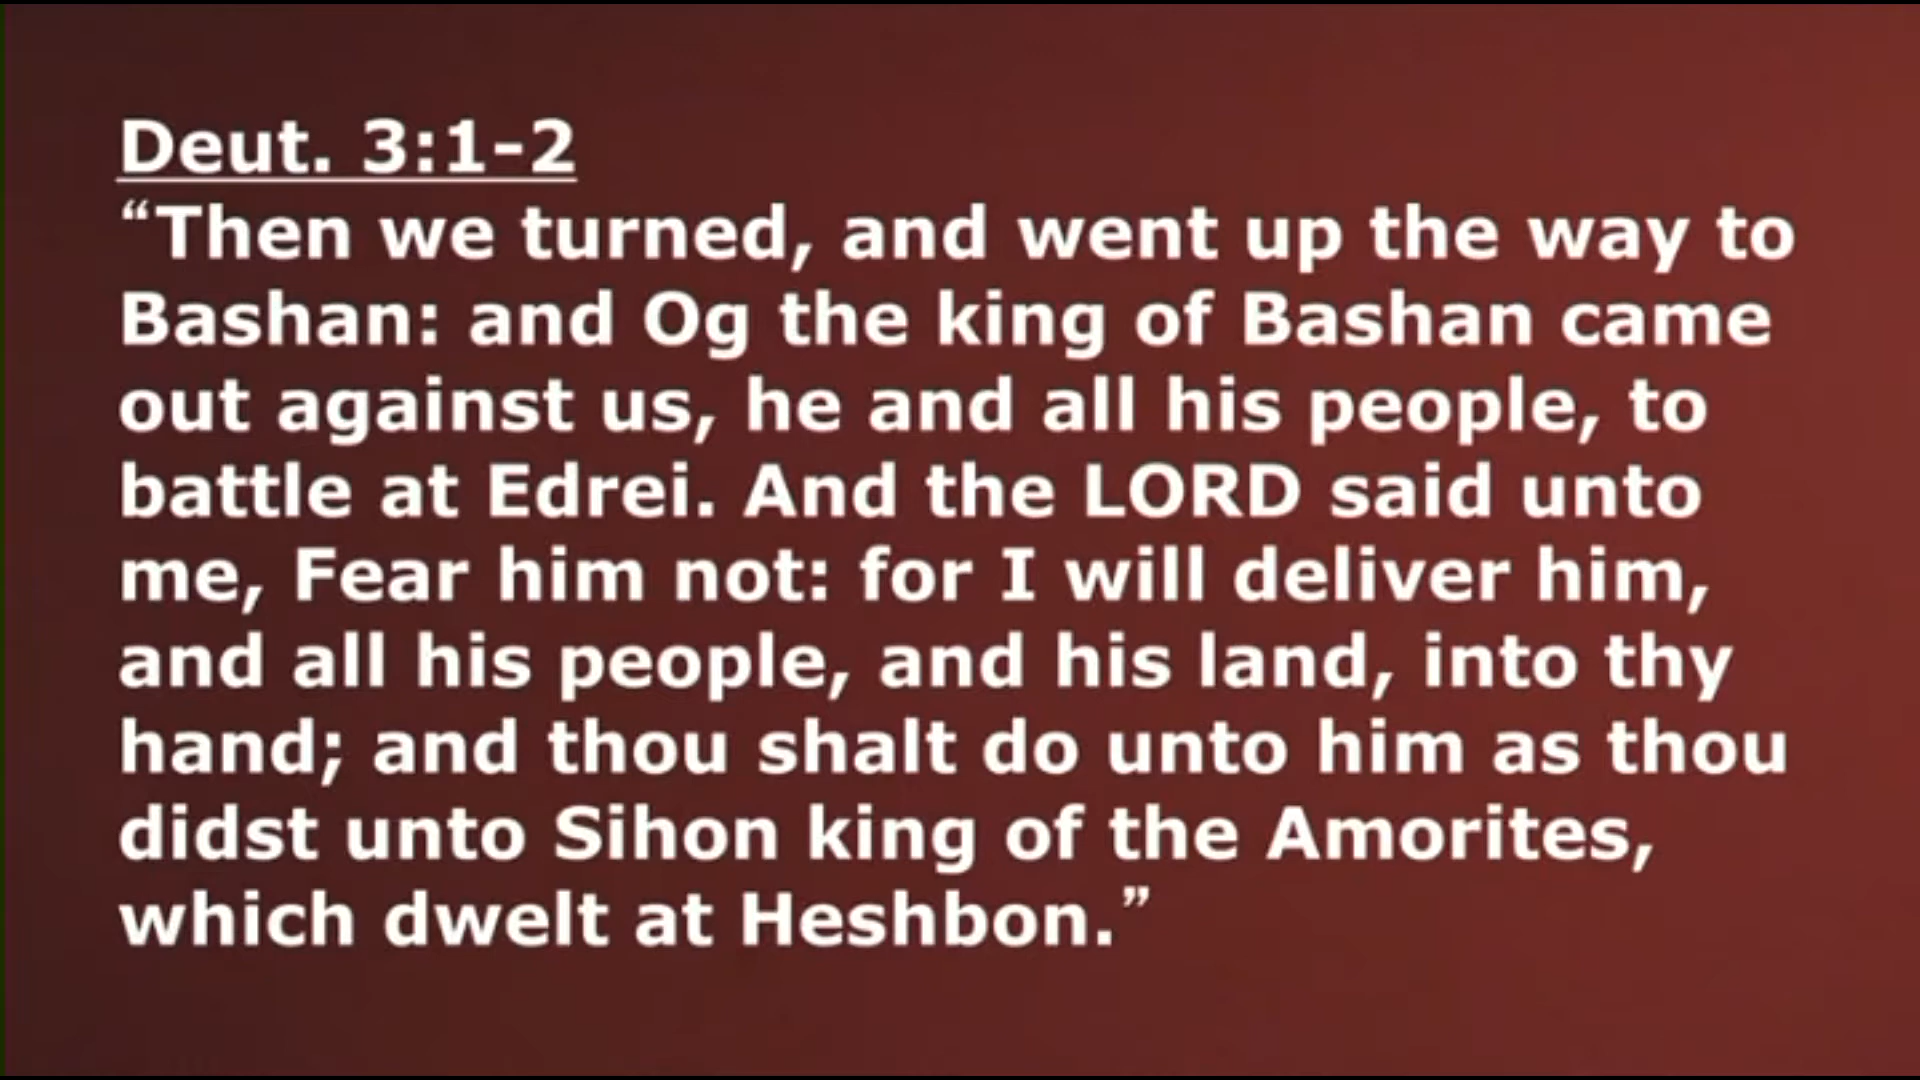 Deut. 3:1-2
“Then we turned, and went up the way to
Bashan: and Og the king of Bashan came
out against us, he and all his people, to
battle at Edrei. And the LORD said unto
me, Fear him not: for I will deliver him,
and all his people, and his land, into thy
hand; and thou shalt do unto him as thou
didst unto Sihon king of the Amorites,
which dwelt at Heshbon.”